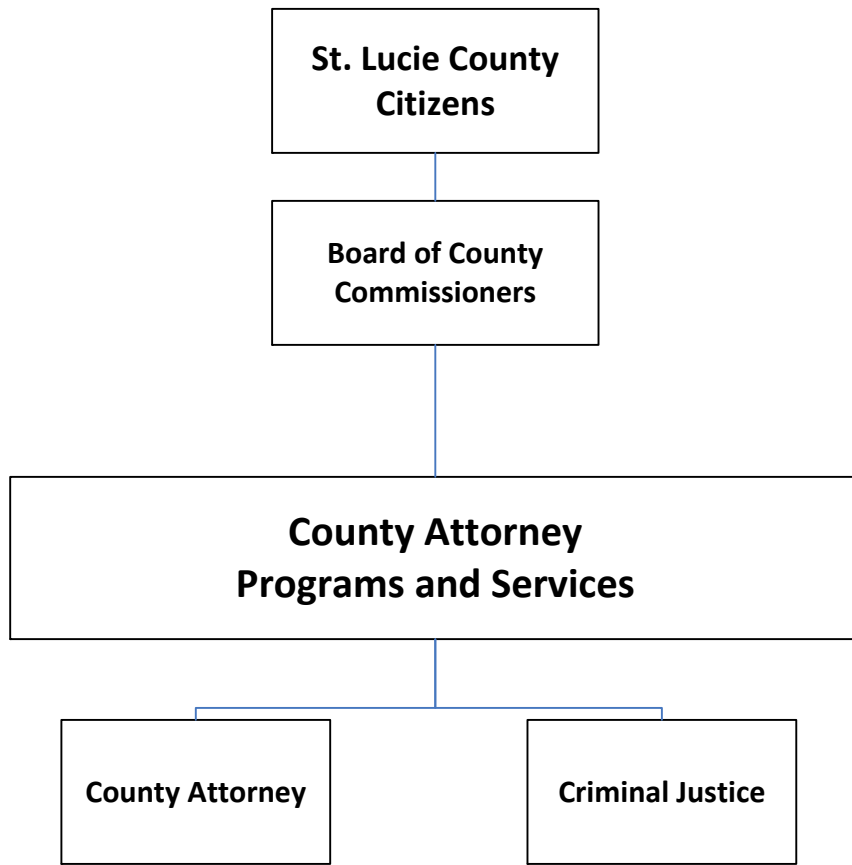 St. Lucie County
Citizens
Board of County
Commissioners
County Attorney
Programs and Services
County Attorney
Criminal Justice